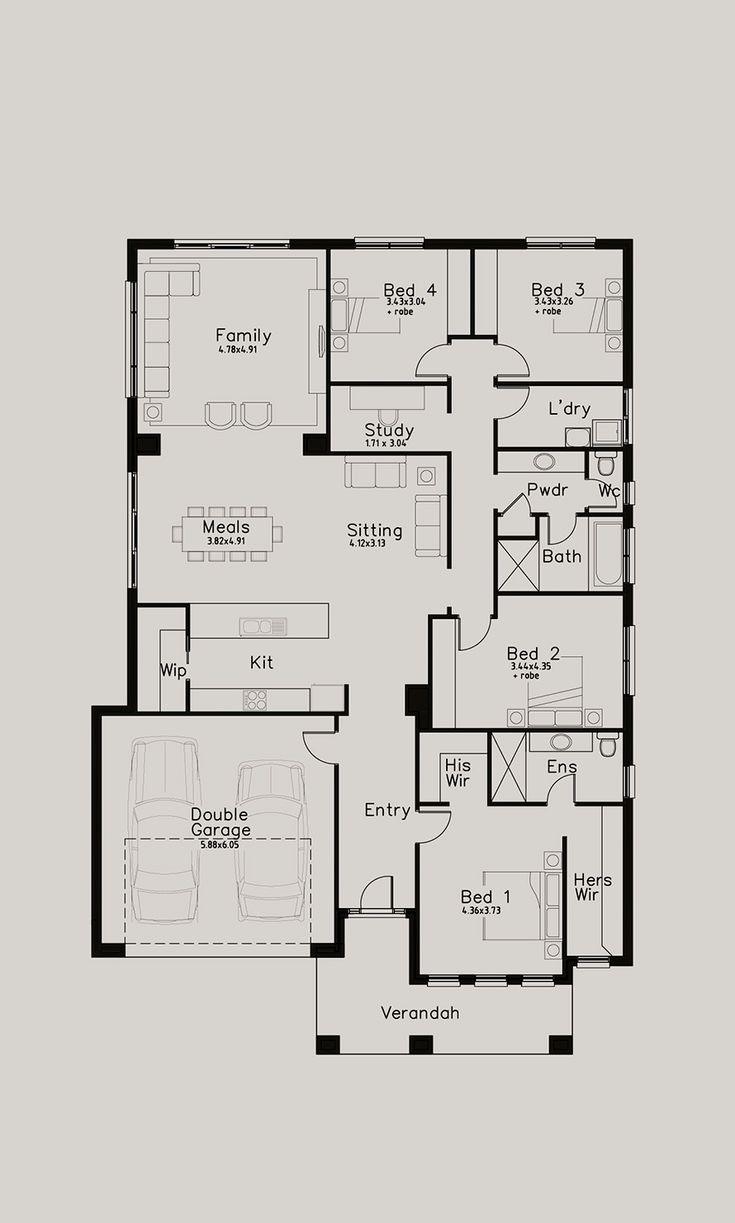 Bed 4
3.43x3.04
+ robe
Bed 3
3.43x3.26
+ robe
Family
4.78x4.91
L'dry
Study
1.71 x 3.04
Pwdr
Wc
Meals
3.82x4.91
Sitting
4.12x3.13
Bath
Kit
Wip
Bed 2
3.44x4.35
+ robe
His
Wir
Ens
Entry
Double
Garage
5.88x6.05
Bed 1
4.36x3.73
Hers
Wir
Verandah